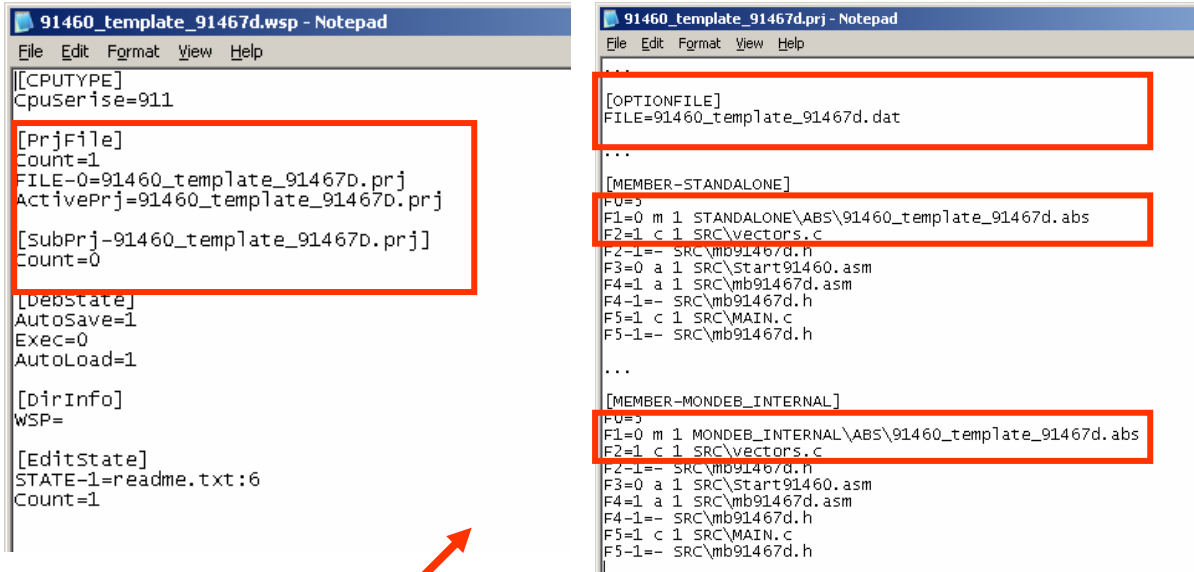 91460_template_91467d.wsp - Notepad
File Edit Format View Help
[CPUTYPE]
CpuSerise=911
[PrjFile]
Count=1
FILE-0=91460_template_91467D.prj
ActivePrj=91460_template_91467D.prj
[SubPrj-91460_template_91467D.prj]
Count=0
[DebState]
AutoSave=1
Exec=0
AutoLoad=1
[DirInfo]
WSP=
[EditState]
STATE-1=readme.txt:6
Count=1
91460_template_91467d.prj - Notepad
File Edit Format View Help
...
[OPTIONFILE]
FILE=91460_template_91467d.dat
...
[MEMBER-STANDALONE]
F0=5
F1=0 m 1 STANDALONE\ABS\91460_template_91467d.abs
F2=1 c 1 SRC\vectors.c
F2-1=- SRC\mb91467d.h
F3=0 a 1 SRC\Start91460.asm
F4=1 a 1 SRC\mb91467d.asm
F4-1=- SRC\mb91467d.h
F5=1 c 1 SRC\MAIN.c
F5-1=- SRC\mb91467d.h
...
[MEMBER-MONDEB_INTERNAL]
F0=5
F1=0 m 1 MONDEB_INTERNAL\ABS\91460_template_91467d.abs
F2=1 c 1 SRC\vectors.c
F2-1=- SRC\mb91467d.h
F3=0 a 1 SRC\Start91460.asm
F4=1 a 1 SRC\mb91467d.asm
F4-1=- SRC\mb91467d.h
F5=1 c 1 SRC\MAIN.c
F5-1=- SRC\mb91467d.h